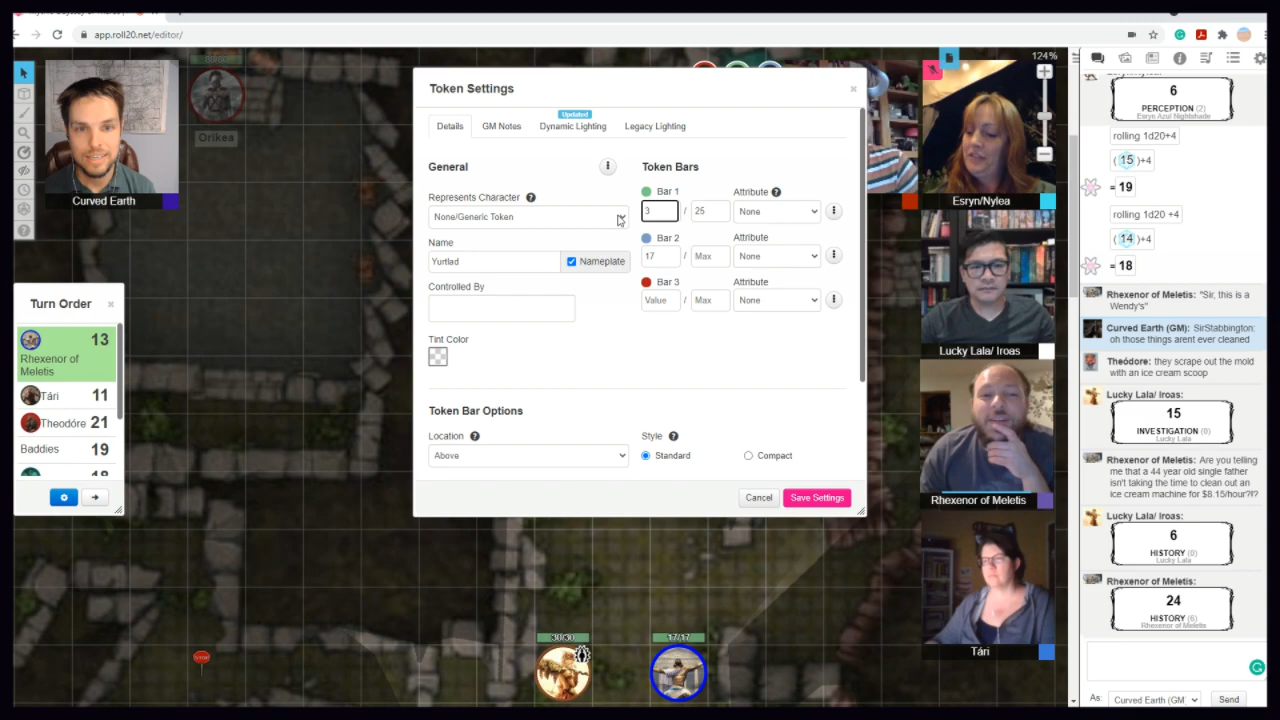 app.roll20.net/editor/
124%
Curved Earth
Orikea
Esryn/Nylea
Lucky Lala/ Iroas
Rhexenor of Meletis
Tári
Turn Order
×
13
Rhexenor of
Meletis
Tári 11
Theodóre 21
Baddies 19
Token Settings
×
Updated
Details GM Notes Dynamic Lighting Legacy Lighting
General
Represents Character ?
None/Generic Token
Name
Yurtlad Nameplate
Controlled By
Tint Color
Token Bars
Bar 1 Attribute ?
3 / 25 None
Bar 2 Attribute
17 / Max None
Bar 3 Attribute
Value / Max None
Token Bar Options
Location ? Style ?
Above Standard Compact
Cancel Save Settings
30/30
17/17
6
PERCEPTION (2)
Esryn Azul Nightshade
rolling 1d20+4
(15)+4
= 19
rolling 1d20 +4
(14)+4
= 18
Rhexenor of Meletis: "Sir, this is a
Wendy's"
Curved Earth (GM): SirStabbington:
oh those things arent ever cleaned
Theódore: they scrape out the mold
with an ice cream scoop
Lucky Lala/ Iroas:
15
INVESTIGATION (0)
Lucky Lala
Rhexenor of Meletis: Are you telling
me that a 44 year old single father
isn't taking the time to clean out an
ice cream machine for $8.15/hour?!?
Lucky Lala/ Iroas:
6
HISTORY (0)
Lucky Lala
Rhexenor of Meletis:
24
HISTORY (6)
Rhexenor of Meletis
As: Curved Earth (GM) Send